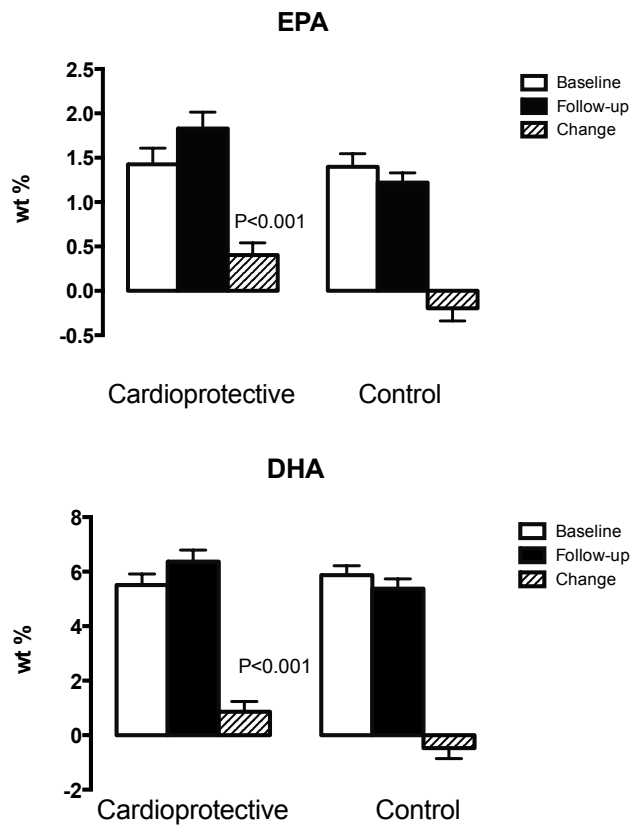 EPA
2.5
2.0
1.5
1.0
0.5
0.0
-0.5
wt %
P<0.001
Baseline
Follow-up
Change
Cardioprotective Control
DHA
8
6
4
2
0
-2
wt %
P<0.001
Baseline
Follow-up
Change
Cardioprotective Control